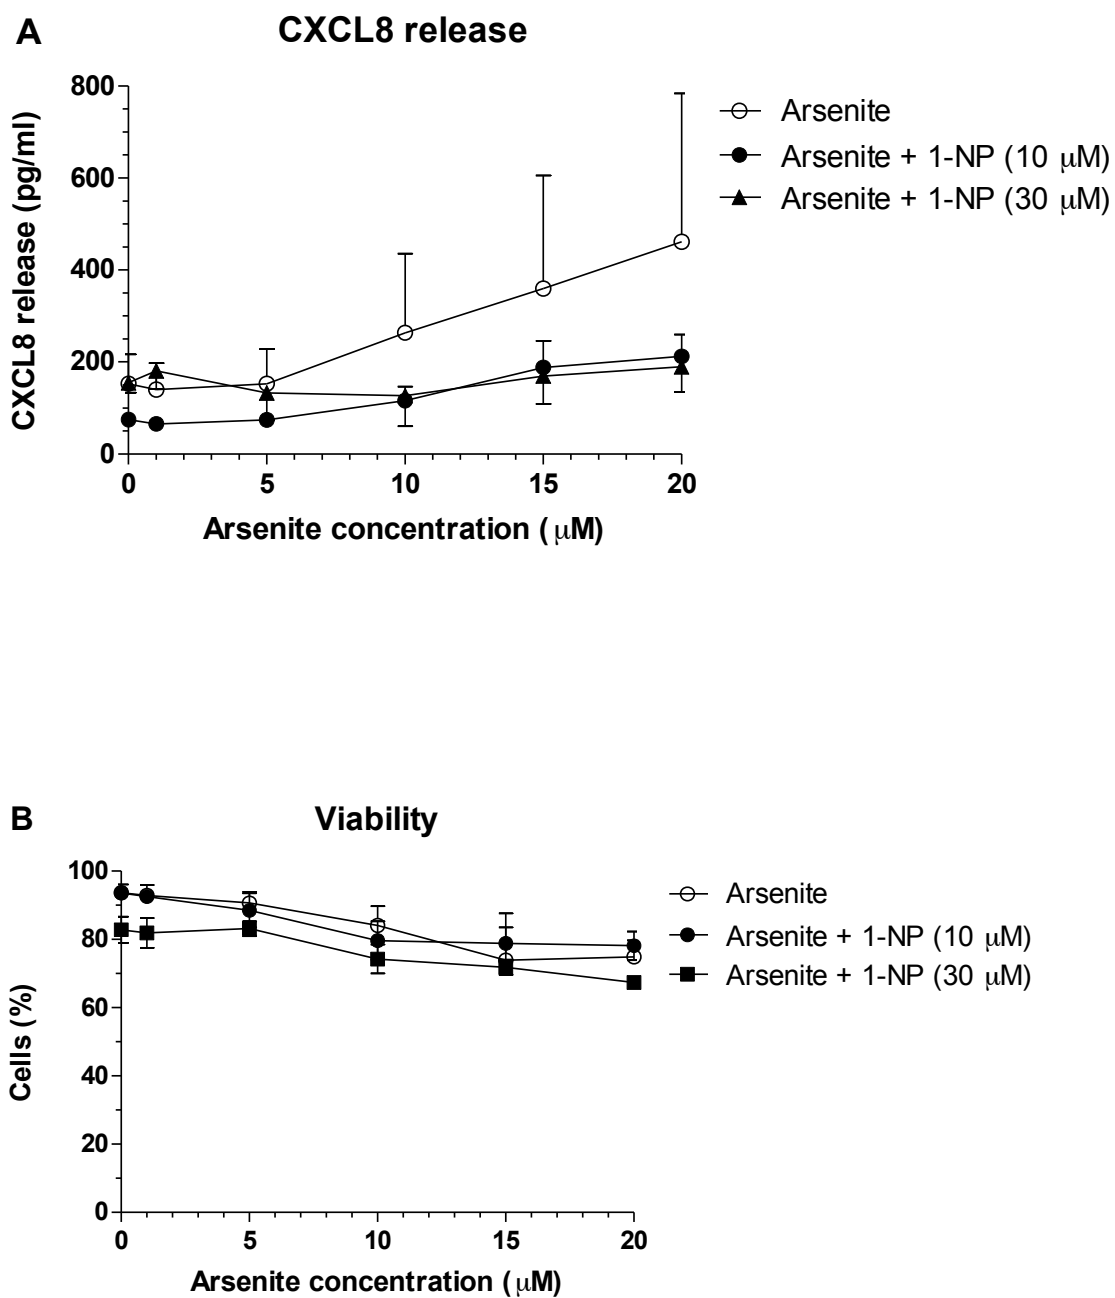 A
CXCL8 release
CXCL8 release (pg/ml)
800
600
400
200
0
0 5 10 15 20
Arsenite concentration (μM)
Arsenite
Arsenite + 1-NP (10 μM)
Arsenite + 1-NP (30 μM)
B
Viability
Cells (%)
100
80
60
40
20
0
0 5 10 15 20
Arsenite concentration (μM)
Arsenite
Arsenite + 1-NP (10 μM)
Arsenite + 1-NP (30 μM)